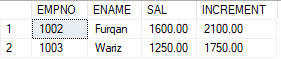 EMPNO ENAME SAL INCREMENT
1 1002 Furqan 1600.00 2100.00
2 1003 Wariz 1250.00 1750.00